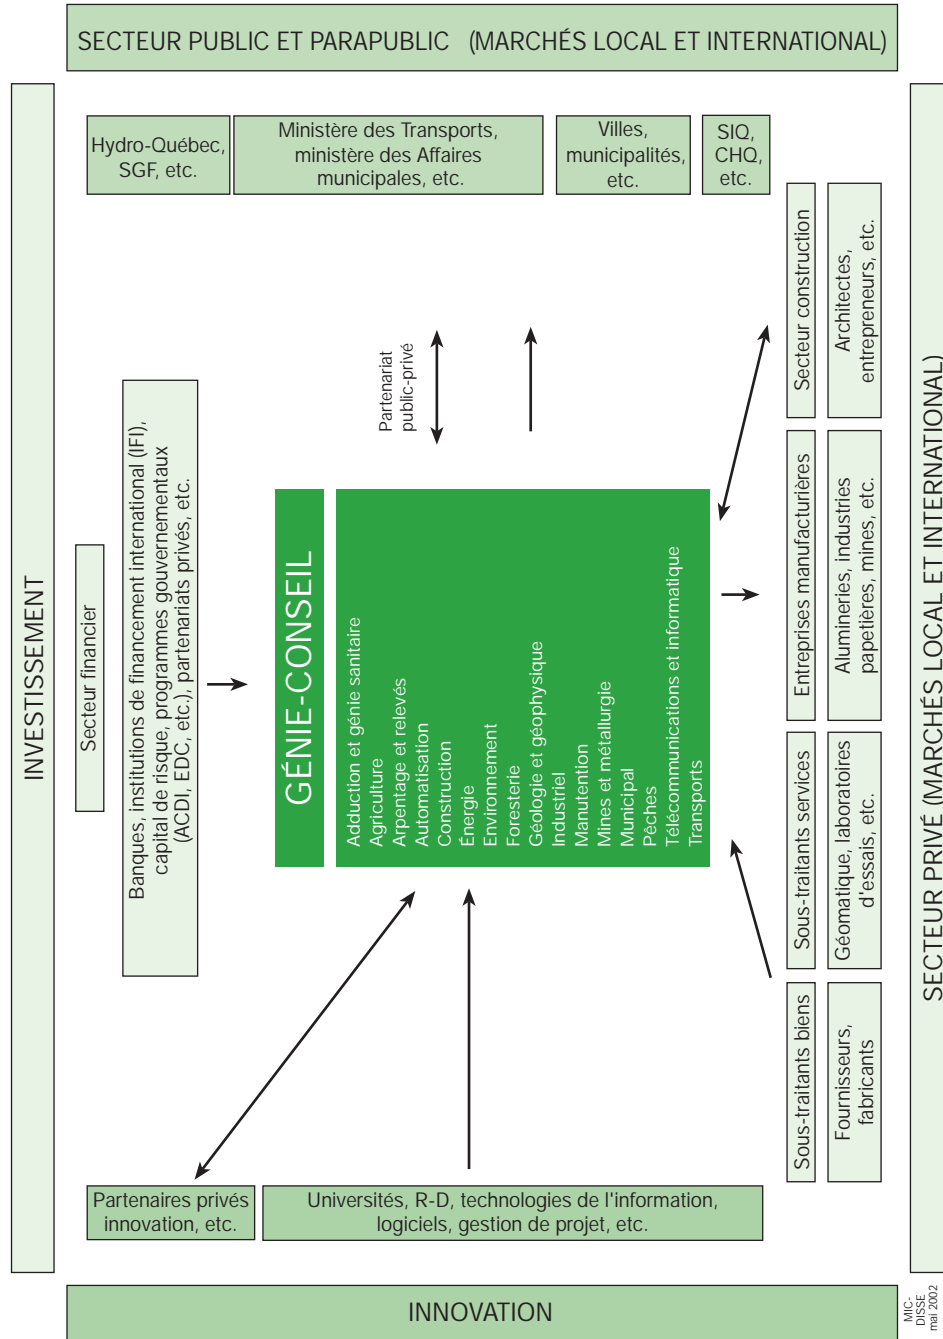 SECTEUR PUBLIC ET PARAPUBLIC (MARCHÉS LOCAL ET INTERNATIONAL)
Hydro-Québec,
SGF, etc.
Ministère des Transports,
ministère des Affaires
municipales, etc.
Villes,
municipalités,
etc.
SIQ,
CHQ,
etc.
INVESTISSEMENT
Secteur financier
Banques, institutions de financement international (IFI),
capital de risque, programmes gouvernementaux
(ACDI, EDC, etc.), partenariats privés, etc.
Partenariat
public-privé
GÉNIE-CONSEIL
Adduction et génie sanitaire
Agriculture
Arpentage et relevés
Automatisation
Construction
Énergie
Environnement
Foresterie
Géologie et géophysique
Industriel
Manutention
Mines et métallurgie
Municipal
Pêches
Télécommunications et informatique
Transports
Secteur construction
Architectes,
entrepreneurs, etc.
Entreprises manufacturières
Alumineries, industries
papetières, mines, etc.
Sous-traitants services
Géomatique, laboratoires
d'essais, etc.
Sous-traitants biens
Fournisseurs,
fabricants
SECTEUR PRIVÉ (MARCHÉS LOCAL ET INTERNATIONAL)
Partenaires privés
innovation, etc.
Universités, R-D, technologies de l'information,
logiciels, gestion de projet, etc.
INNOVATION
MIC-
DISSE
mai 2002